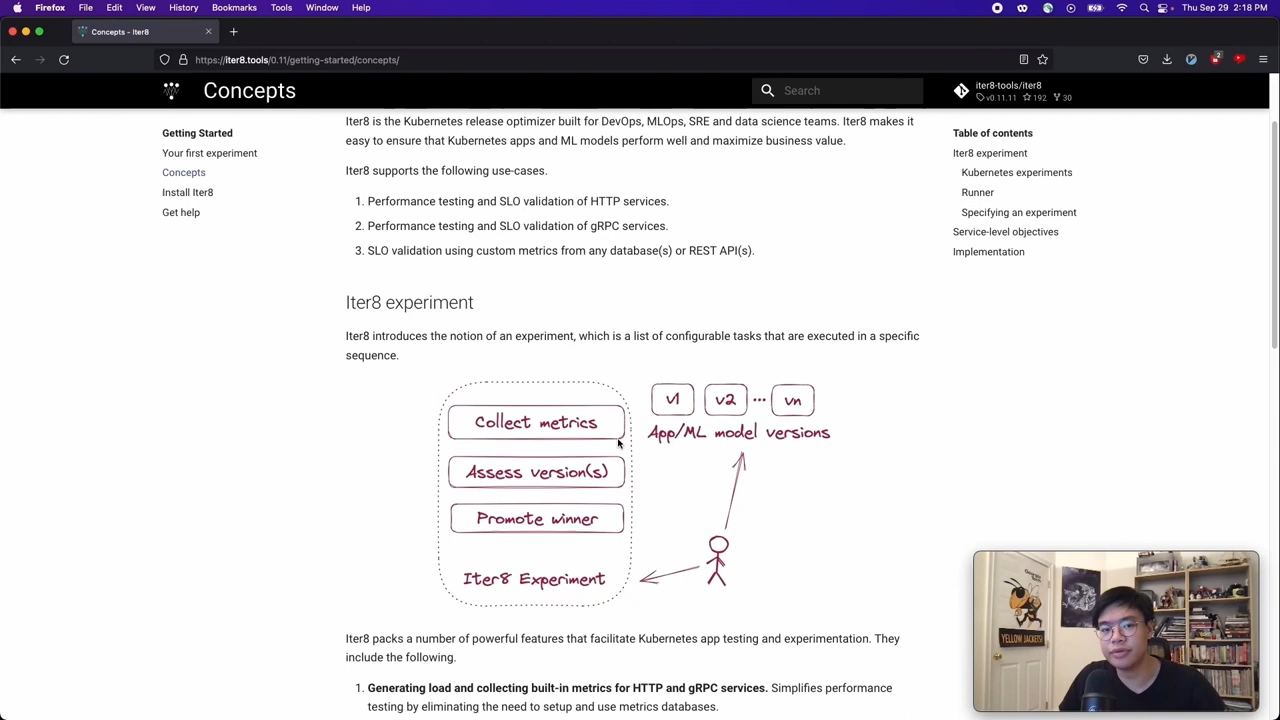 Firefox File Edit View History Bookmarks Tools Window Help
Thu Sep 29 2:18 PM
Concepts - Iter8
https://iter8.tools/0.11/getting-started/concepts/
2
Concepts
Search
iter8-tools/iter8
v0.11.11 192 30
Getting Started
Your first experiment
Concepts
Install Iter8
Get help
Iter8 is the Kubernetes release optimizer built for DevOps, MLOps, SRE and data science teams. Iter8 makes it
easy to ensure that Kubernetes apps and ML models perform well and maximize business value.
Iter8 supports the following use-cases.
1. Performance testing and SLO validation of HTTP services.
2. Performance testing and SLO validation of gRPC services.
3. SLO validation using custom metrics from any database(s) or REST API(s).
Iter8 experiment
Iter8 introduces the notion of an experiment, which is a list of configurable tasks that are executed in a specific
sequence.
Collect metrics
Assess version(s)
Promote winner
Iter8 Experiment
v1 v2 ... vn
App/ML model versions
Iter8 packs a number of powerful features that facilitate Kubernetes app testing and experimentation. They
include the following.
1. Generating load and collecting built-in metrics for HTTP and gRPC services. Simplifies performance
testing by eliminating the need to setup and use metrics databases.
Table of contents
Iter8 experiment
Kubernetes experiments
Runner
Specifying an experiment
Service-level objectives
Implementation
YELLOW JACKETS!